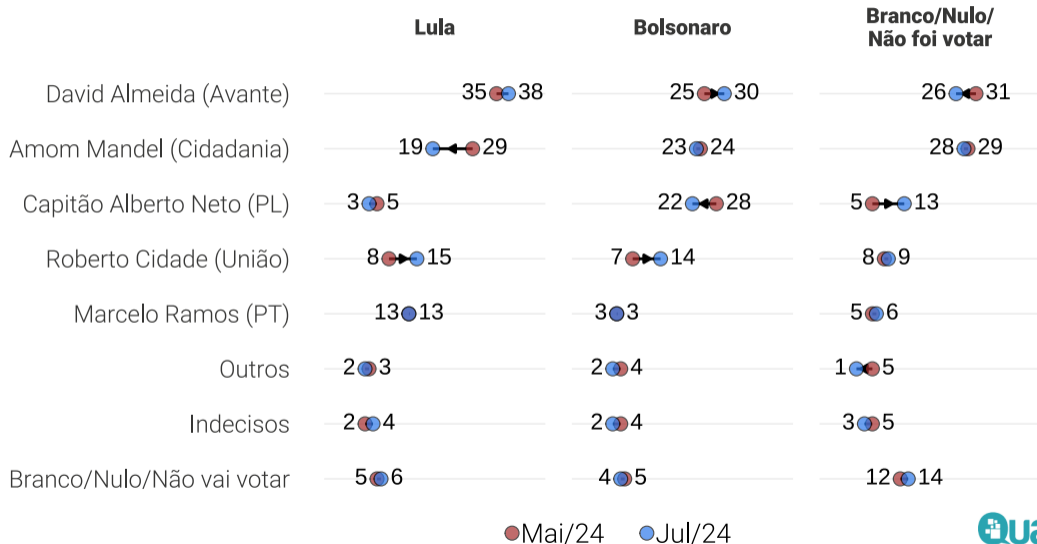 Lula Bolsonaro Branco/Nulo/
Não foi votar
David Almeida (Avante) 35 38 25 30 26 31
Amom Mandel (Cidadania) 19 29 23 24 28 29
Capitão Alberto Neto (PL) 3 5 22 28 5 13
Roberto Cidade (União) 8 15 7 14 8 9
Marcelo Ramos (PT) 13 13 3 3 5 6
Outros 2 3 2 4 1 5
Indecisos 2 4 2 4 3 5
Branco/Nulo/Não vai votar 5 6 4 5 12 14
Mai/24 Jul/24